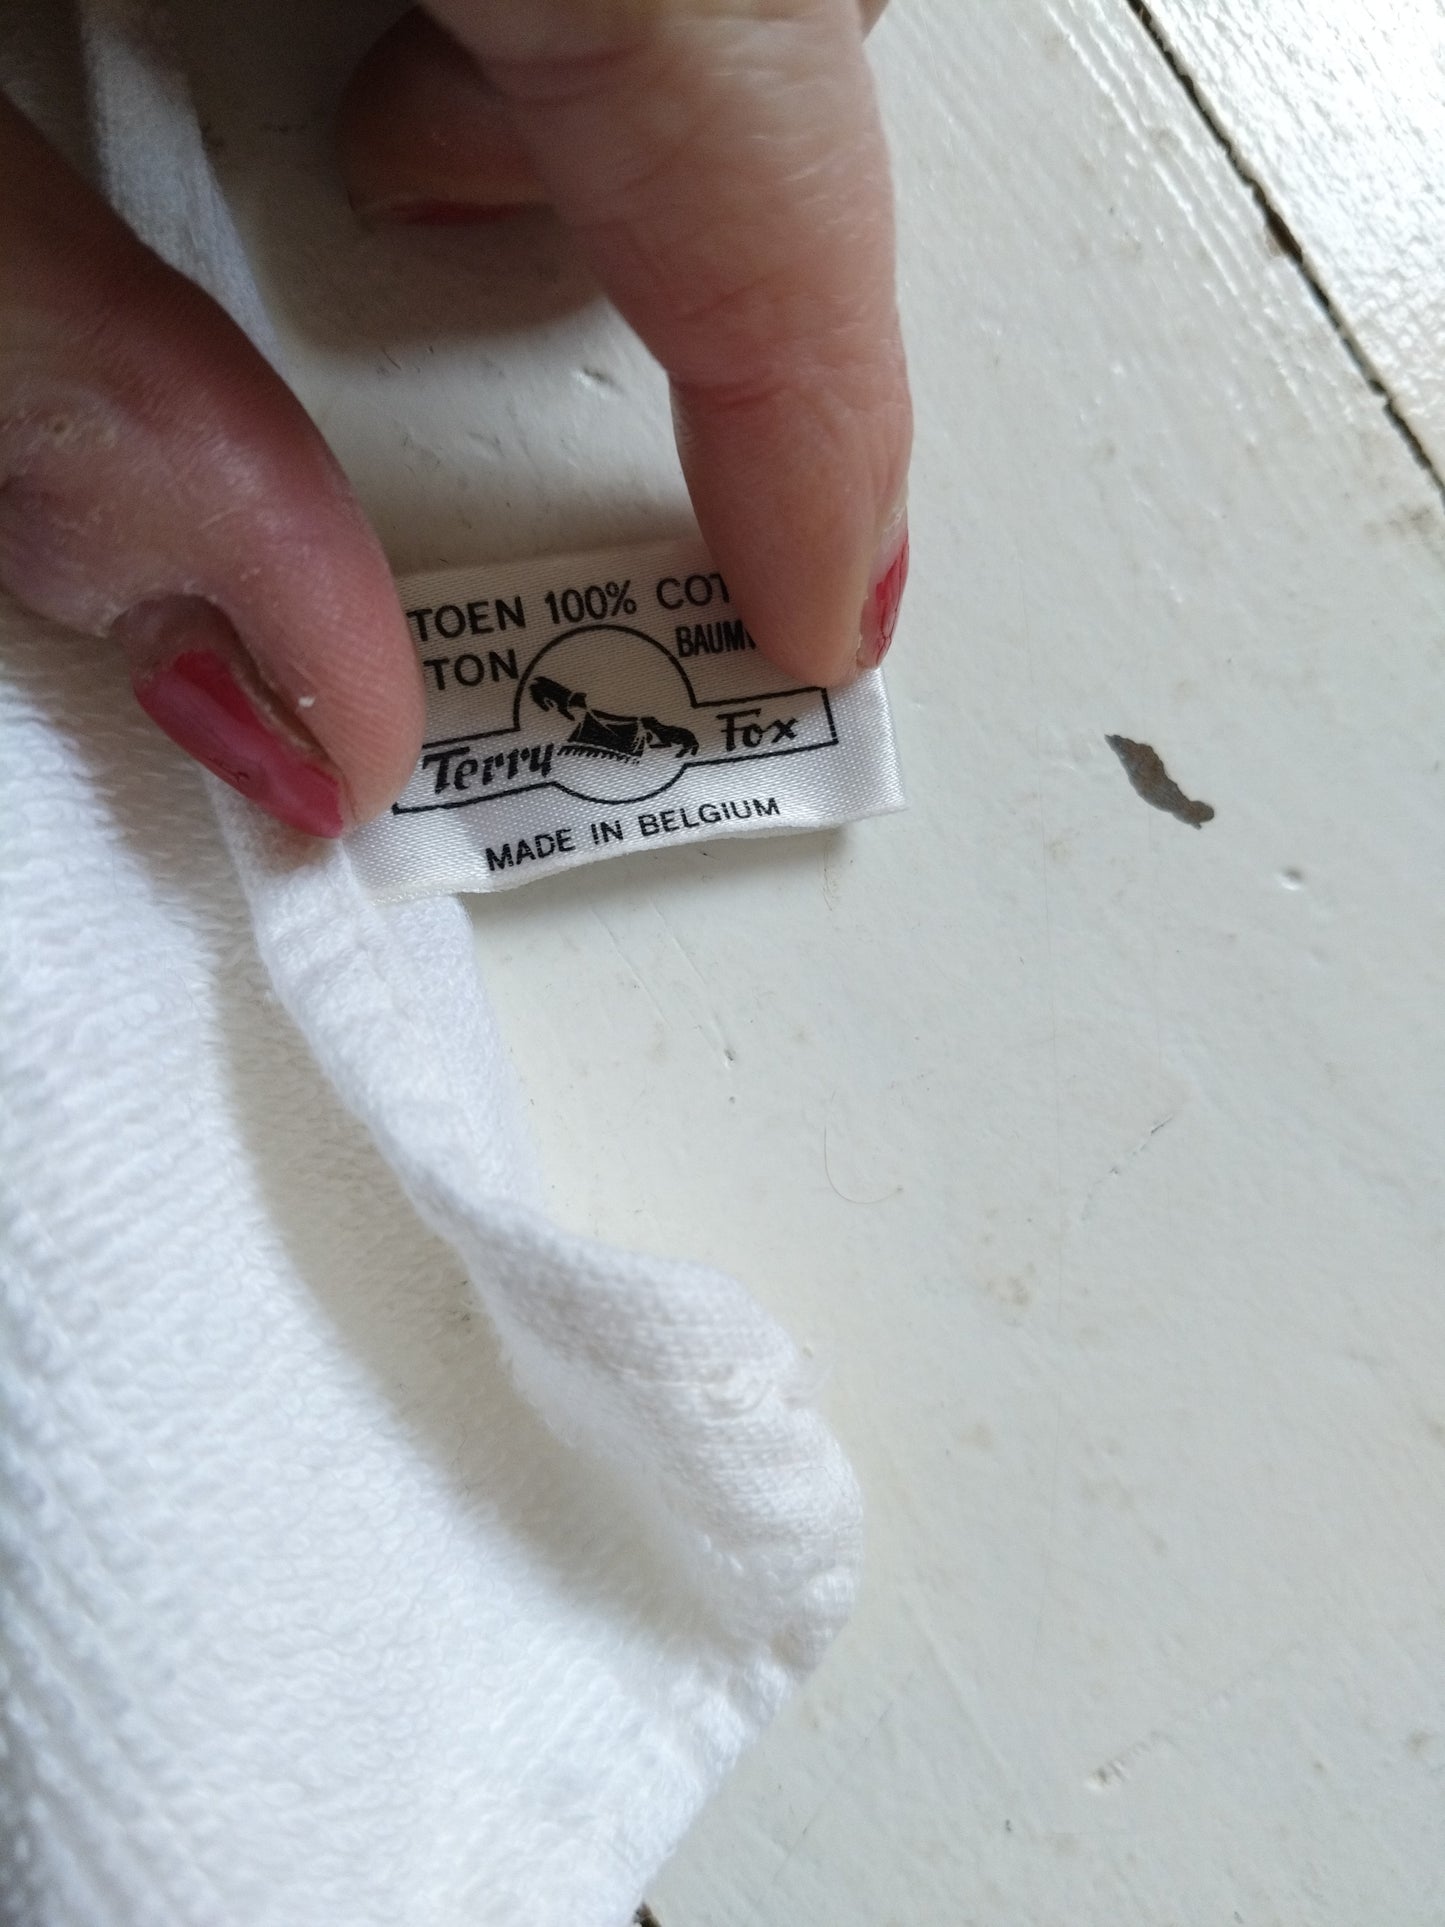 TOEN 100% COT
TON BAUM
Terry Fox
MADE IN BELGIUM